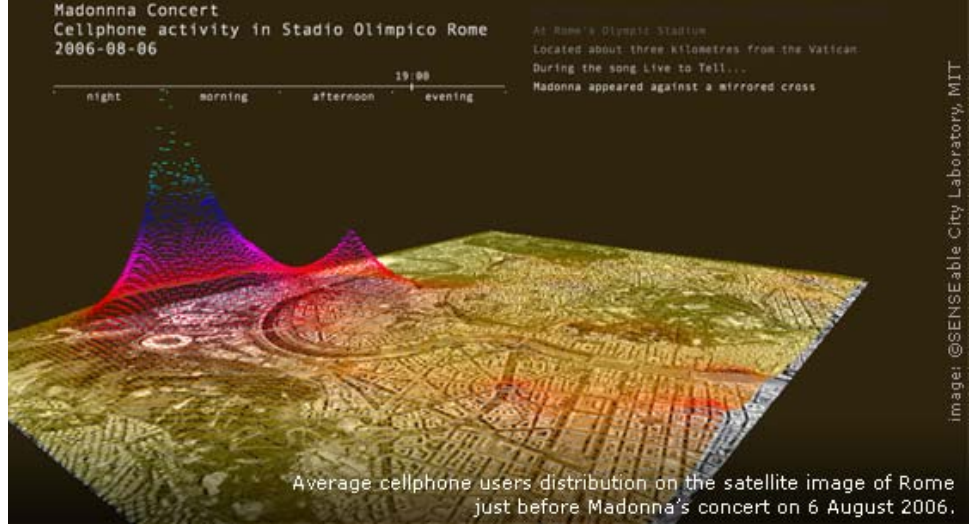 Madonnna Concert
Cellphone activity in Stadio Olimpico Rome
2006-08-06
19:00
night morning afternoon evening
At Rome's Olympic Stadium
Located about three kilometres from the Vatican
During the song Live to Tell...
Madonna appeared against a mirrored cross
image: ©SENSEable City Laboratory, MIT
Average cellphone users distribution on the satellite image of Rome
just before Madonna's concert on 6 August 2006.